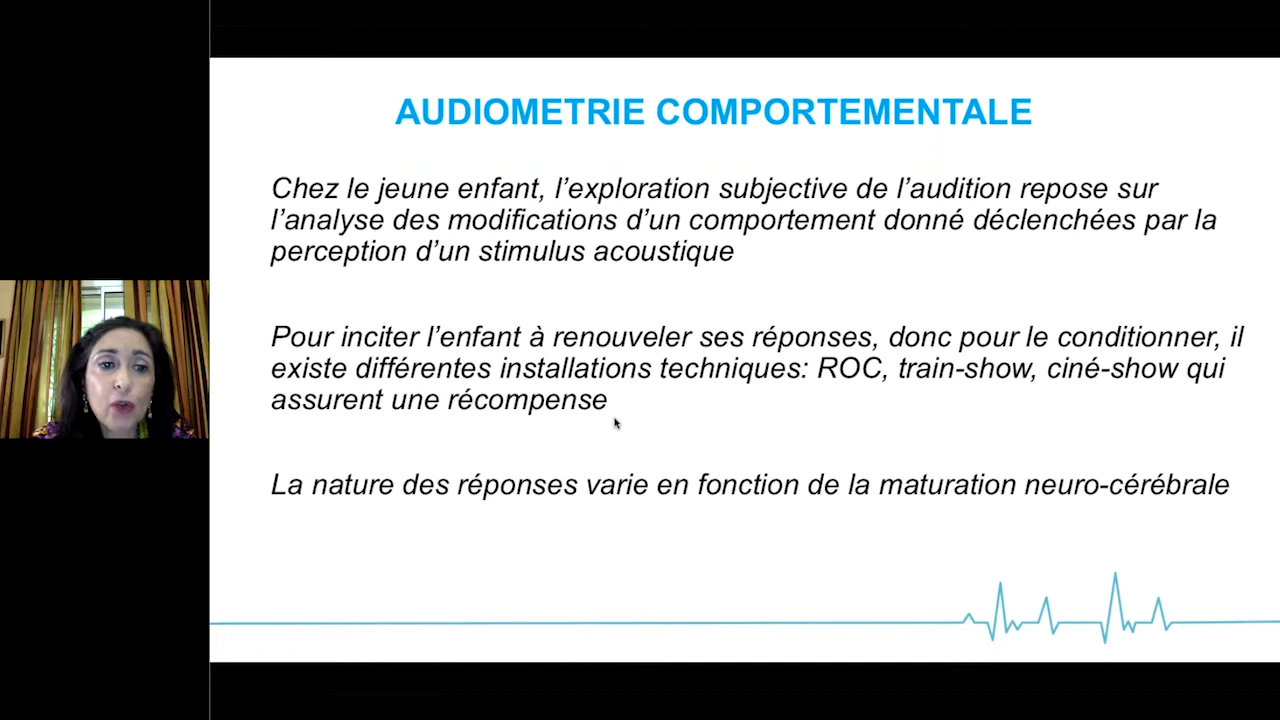 AUDIOMETRIE COMPORTEMENTALE
Chez le jeune enfant, l’exploration subjective de l’audition repose sur
l’analyse des modifications d’un comportement donné déclenchées par la
perception d’un stimulus acoustique
Pour inciter l’enfant à renouveler ses réponses, donc pour le conditionner, il
existe différentes installations techniques: ROC, train-show, ciné-show qui
assurent une récompense
La nature des réponses varie en fonction de la maturation neuro-cérébrale